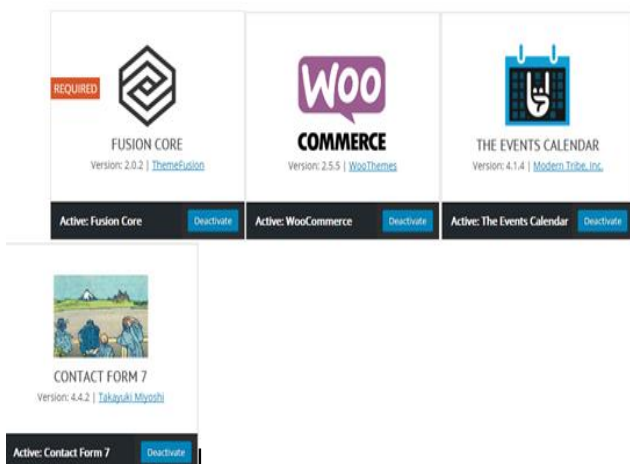 REQUIRED
FUSION CORE
Version: 2.0.2 | ThemeFusion
Active: Fusion Core Deactivate
WOO
COMMERCE
Version: 2.5.5 | WooThemes
Active: WooCommerce Deactivate
THE EVENTS CALENDAR
Version: 4.1.4 | Modern Tribe, Inc.
Active: The Events Calendar Deactivate
CONTACT FORM 7
Version: 4.4.2 | Takayuki Miyoshi
Active: Contact Form 7 Deactivate